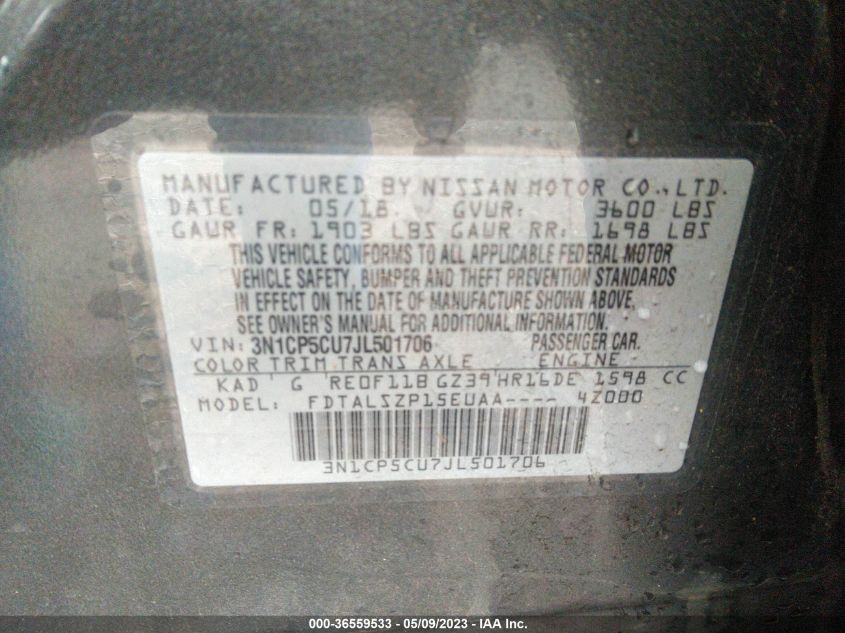 MANUFACTURED BY NISSAN MOTOR CO., LTD.
DATE: 05/18 GVWR: 3600 LBS
GAWR FR: 1903 LBS GAWR RR: 1698 LBS
THIS VEHICLE CONFORMS TO ALL APPLICABLE FEDERAL MOTOR
VEHICLE SAFETY, BUMPER AND THEFT PREVENTION STANDARDS
IN EFFECT ON THE DATE OF MANUFACTURE SHOWN ABOVE.
SEE OWNER'S MANUAL FOR ADDITIONAL INFORMATION.
VIN: 3N1CP5CU7JL501706 PASSENGER CAR.
COLOR TRIM TRANS AXLE ENGINE
KAD G RE0F11B GZ39 HR16DE 1598 CC
MODEL: FDTALSZP15EUAA---- 4Z000
3N1CP5CU7JL501706
000-36559533 - 05/09/2023 - IAA Inc.